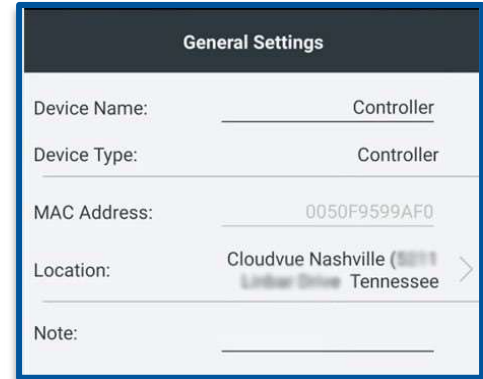 General Settings
Device Name: Controller
Device Type: Controller
MAC Address: 0050F9599AF0
Location: Cloudvue Nashville (
Tennessee
Note: